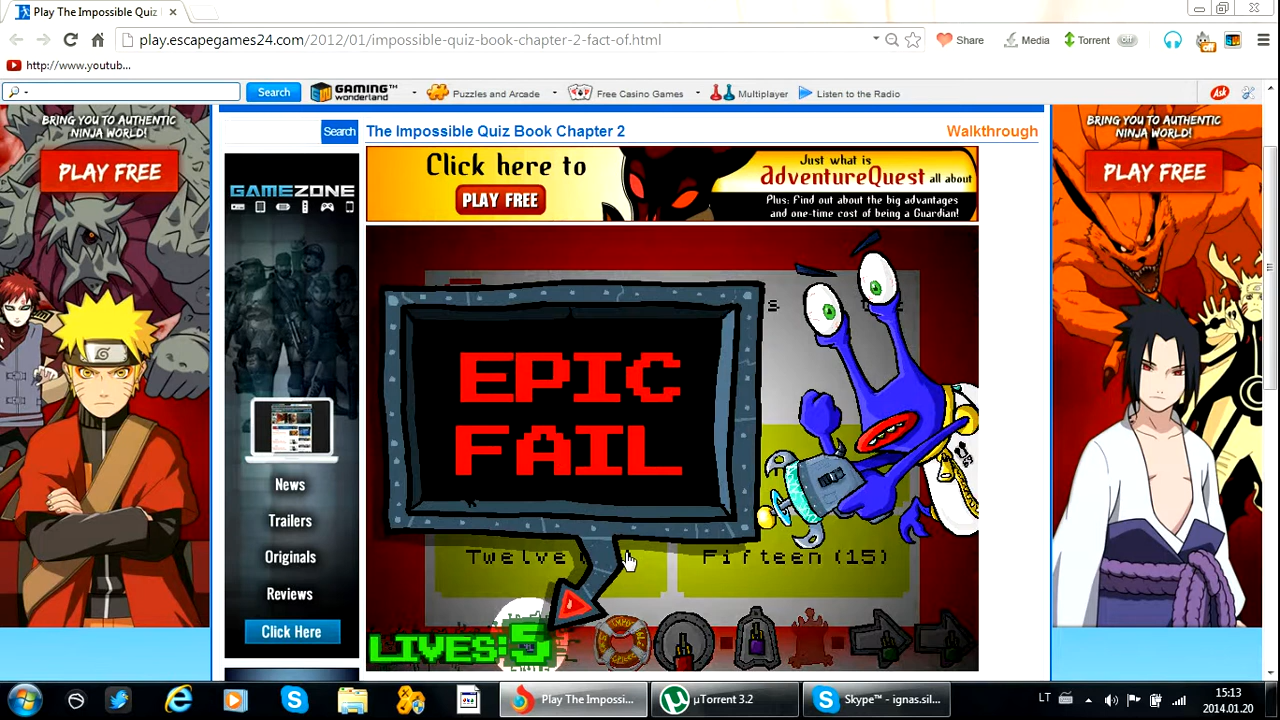 Play The Impossible Quiz
play.escapegames24.com/2012/01/impossible-quiz-book-chapter-2-fact-of.html
Share
Media
Torrent
off
off
http://www.youtub...
Search
GAMING™
WONDERLAND
Puzzles and Arcade
Free Casino Games
Multiplayer
Listen to the Radio
Ask
BRING YOU TO AUTHENTIC
NINJA WORLD!
PLAY FREE
Search
The Impossible Quiz Book Chapter 2
Walkthrough
BRING YOU TO AUTHENTIC
NINJA WORLD!
PLAY FREE
GAMEZONE
News
Trailers
Originals
Reviews
Click Here
Click here to
PLAY FREE
Just what is
AdventureQuest all about
Plus: Find out about the big advantages
and one-time cost of being a Guardian!
EPIC
FAIL
Twelve
Fifteen (15)
LIVES:5
Play The Impossi...
µTorrent 3.2
Skype™ - ignas.sil...
LT
15:13
2014.01.20